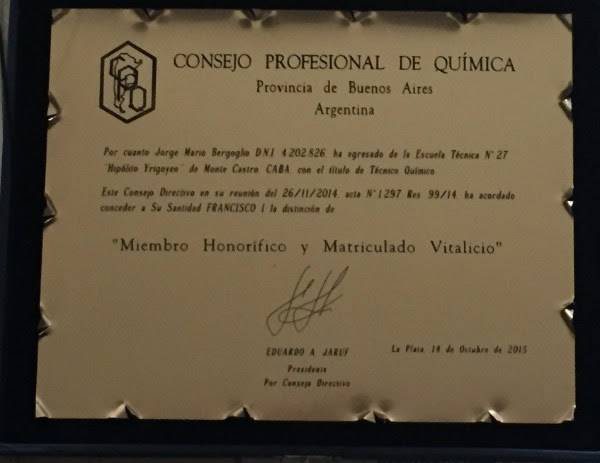 CONSEJO PROFESIONAL DE QUÍMICA
Provincia de Buenos Aires
Argentina
Por cuanto Jorge Mario Bergoglio DNI 4202826 ha egresado de la Escuela Técnica N° 27
"Hipólito Yrigoyen" de Monte Castro, CABA, con el título de Técnico Químico
Este Consejo Directivo en su reunión del 26/11/2014, acta N°1297 Res 99/14, ha acordado
conceder a Su Santidad FRANCISCO I la distinción de
"Miembro Honorífico y Matriculado Vitalicio"
EDUARDO A. JARUF
Presidente
Por Consejo Directivo
La Plata, 14 de Octubre de 2015